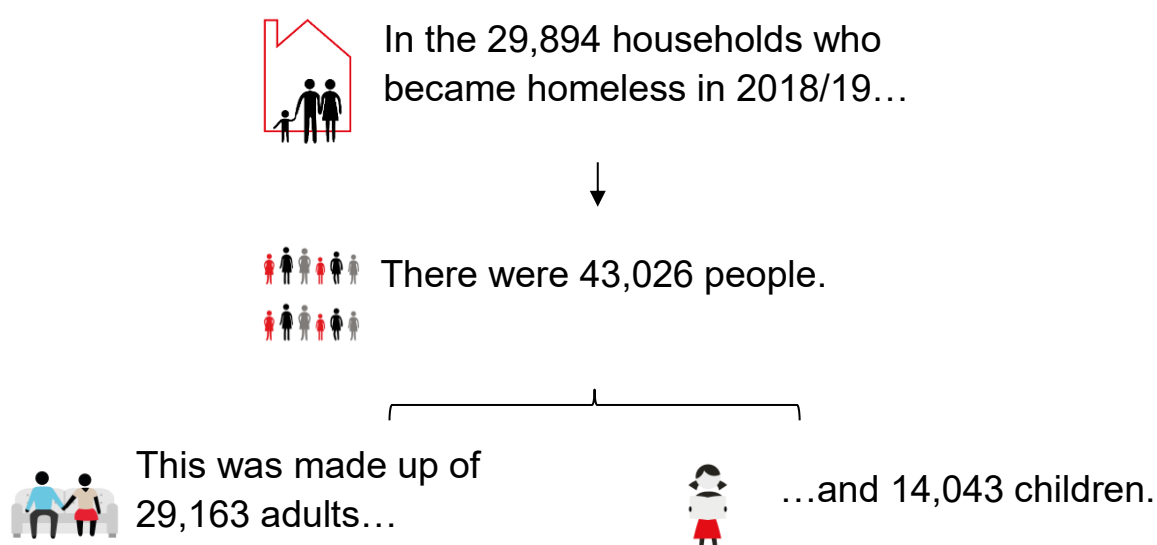 In the 29,894 households who
became homeless in 2018/19…
There were 43,026 people.
This was made up of
29,163 adults…
…and 14,043 children.